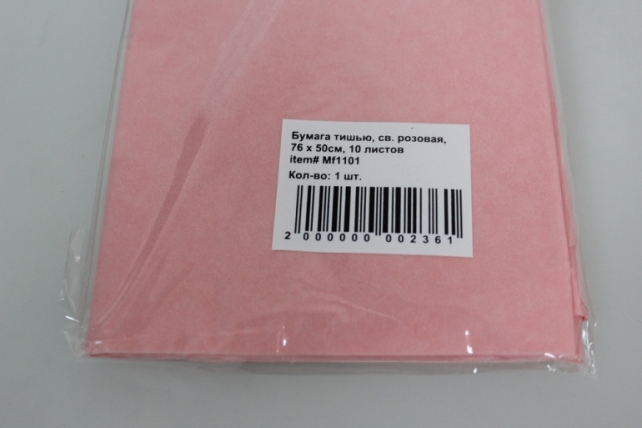 Бумага тишью, св. розовая,
76 х 50см, 10 листов
item# Mf1101
Кол-во: 1 шт.
2 000000 002361